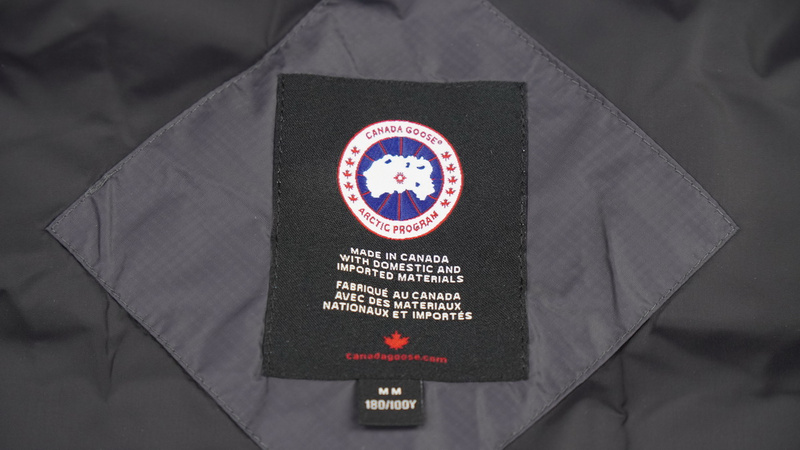 CANADA GOOSE®
ARCTIC PROGRAM
MADE IN CANADA
WITH DOMESTIC AND
IMPORTED MATERIALS
FABRIQUÉ AU CANADA
AVEC DES MATERIAUX
NATIONAUX ET IMPORTÉS
canadagoose.com
MM
180/100Y